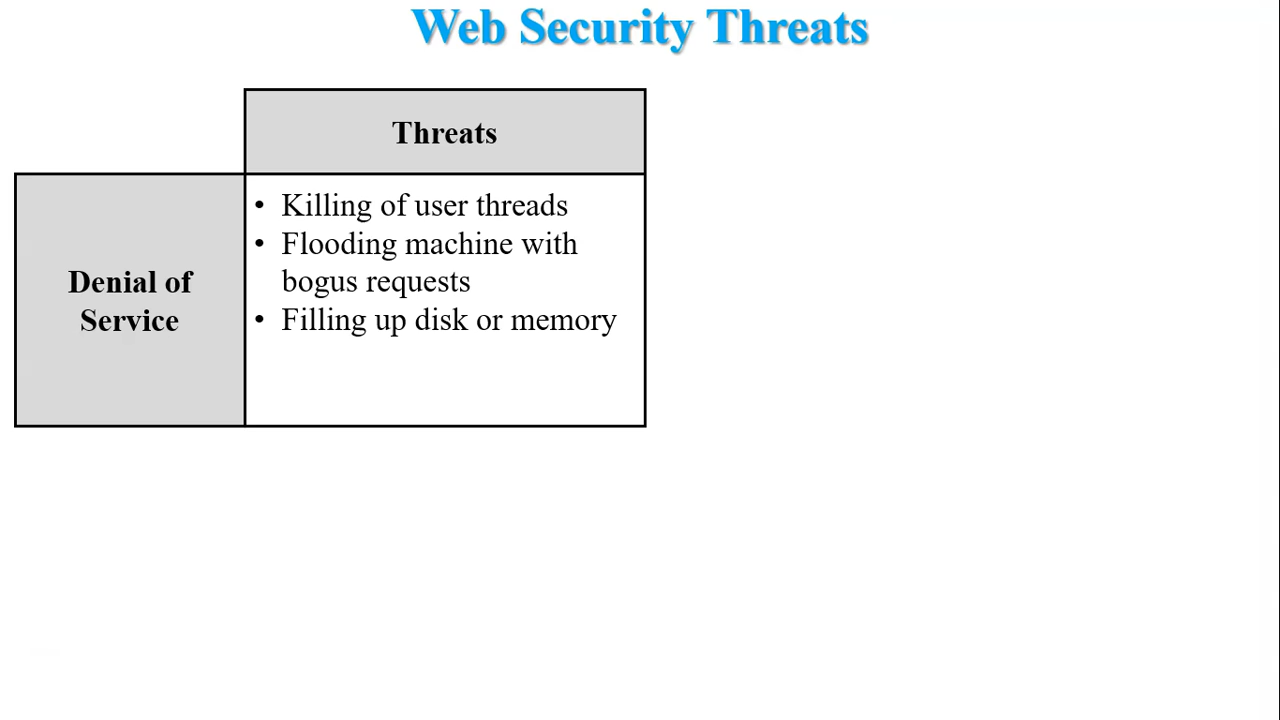 Web Security Threats
Threats
Denial of
Service
• Killing of user threads
• Flooding machine with
bogus requests
• Filling up disk or memory